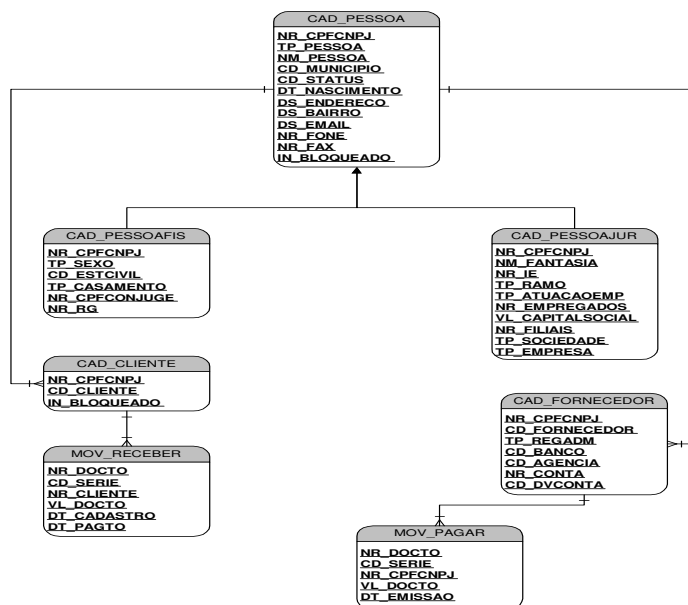 CAD_PESSOA
NR_CPFCNPJ
TP_PESSOA
NM_PESSOA
CD_MUNICIPIO
CD_STATUS
DT_NASCIMENTO
DS_ENDERECO
DS_BAIRRO
DS_EMAIL
NR_FONE
NR_FAX
IN_BLOQUEADO
CAD_PESSOAFIS
NR_CPFCNPJ
TP_SEXO
CD_ESTCIVIL
TP_CASAMENTO
NR_CPFCONJUGE
NR_RG
CAD_PESSOAJUR
NR_CPFCNPJ
NM_FANTASIA
NR_IE
TP_RAMO
TP_ATUACAOEMP
NR_EMPREGADOS
VL_CAPITALSOCIAL
NR_FILIAIS
TP_SOCIEDADE
TP_EMPRESA
CAD_CLIENTE
NR_CPFCNPJ
CD_CLIENTE
IN_BLOQUEADO
CAD_FORNECEDOR
NR_CPFCNPJ
CD_FORNECEDOR
TP_REGADM
CD_BANCO
CD_AGENCIA
NR_CONTA
CD_DVCONTA
MOV_RECEBER
NR_DOCTO
CD_SERIE
NR_CLIENTE
VL_DOCTO
DT_CADASTRO
DT_PAGTO
MOV_PAGAR
NR_DOCTO
CD_SERIE
NR_CPFCNPJ
VL_DOCTO
DT_EMISSAO